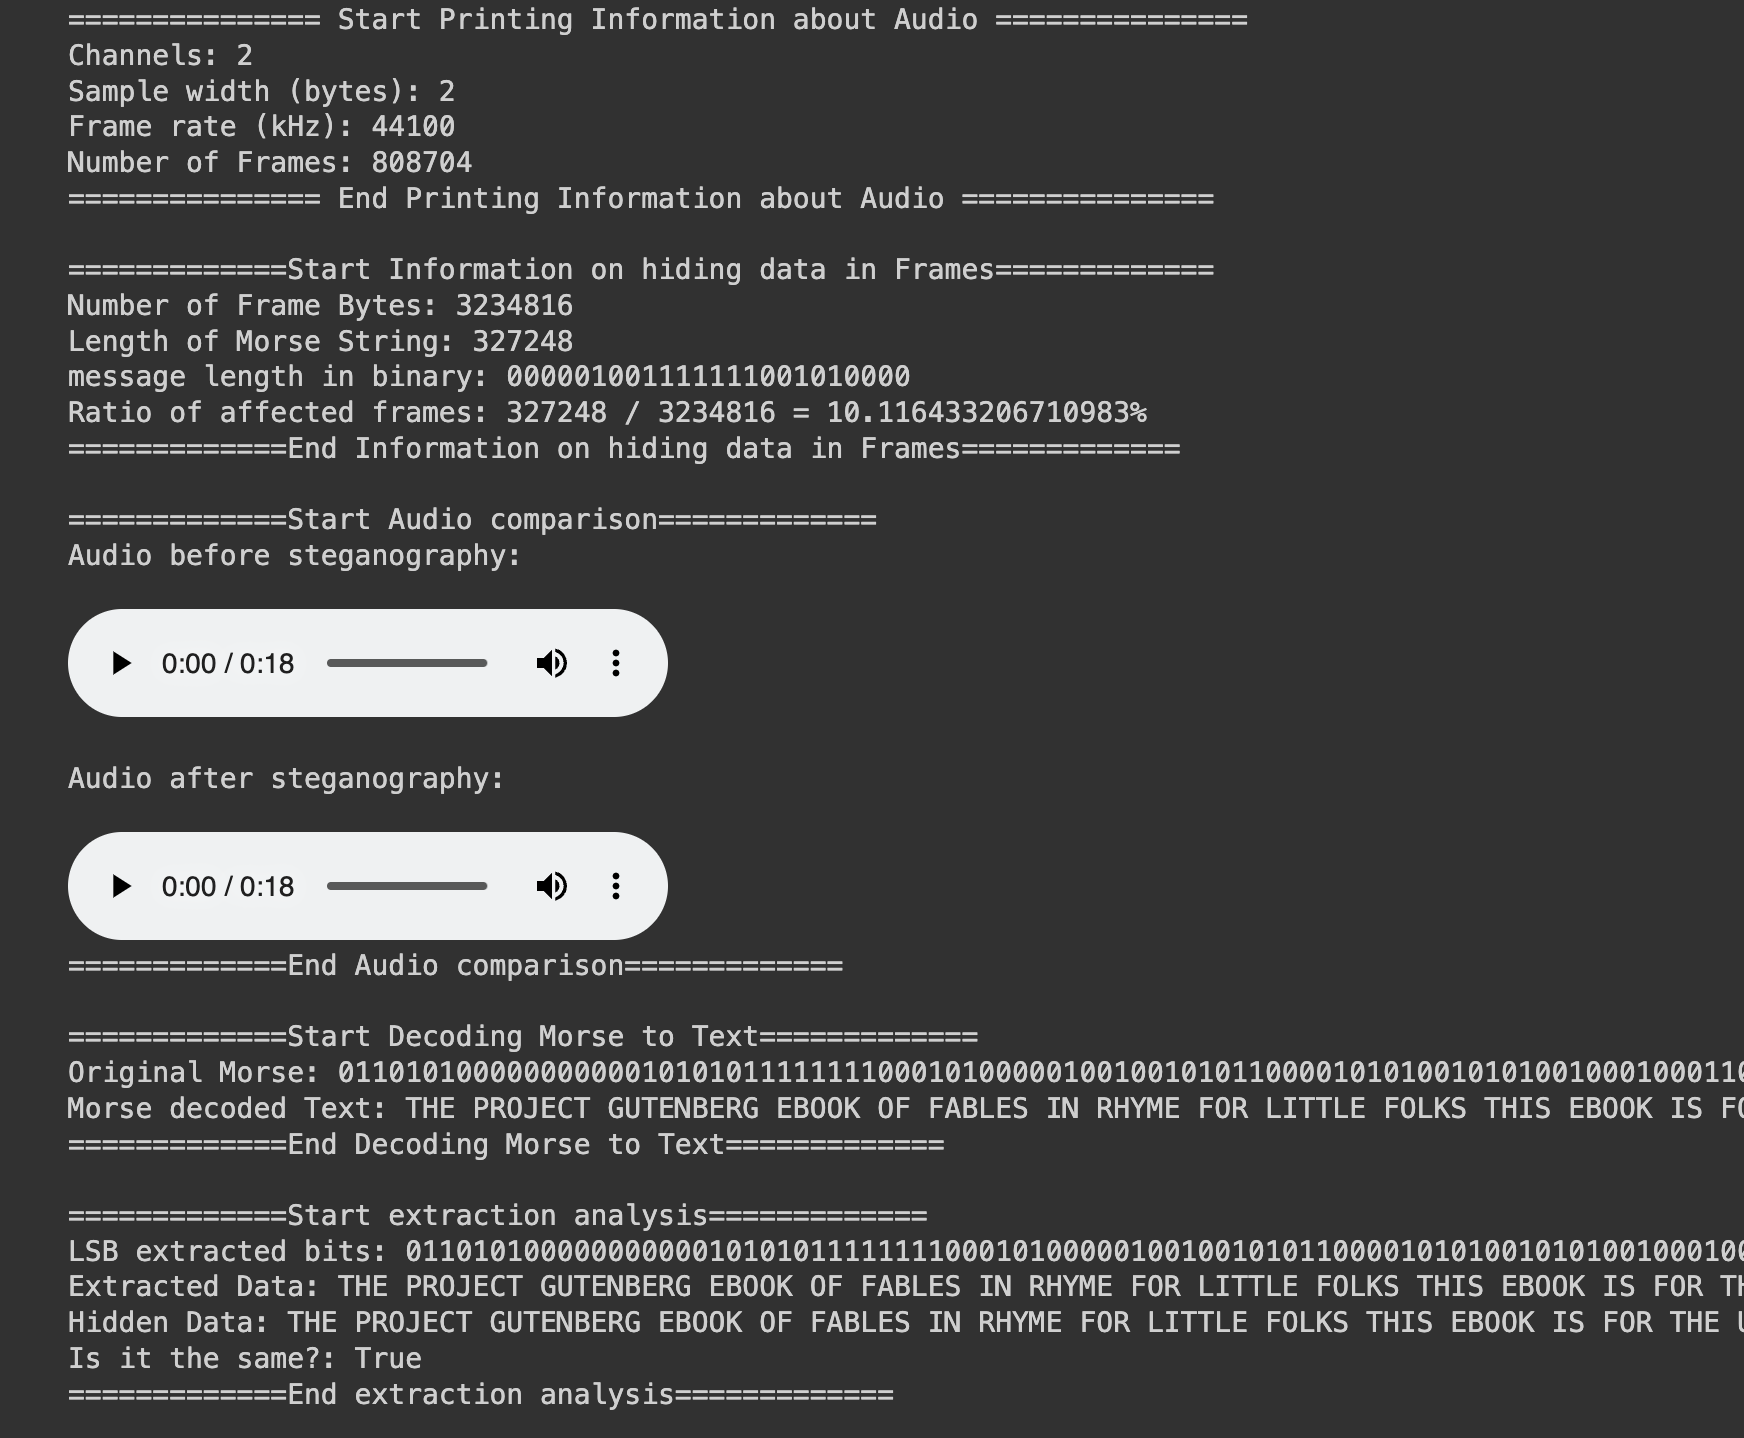 =============== Start Printing Information about Audio ===============
Channels: 2
Sample width (bytes): 2
Frame rate (kHz): 44100
Number of Frames: 808704
=============== End Printing Information about Audio ===============
=============Start Information on hiding data in Frames=============
Number of Frame Bytes: 3234816
Length of Morse String: 327248
message length in binary: 000001001111111001010000
Ratio of affected frames: 327248 / 3234816 = 10.116433206710983%
=============End Information on hiding data in Frames=============
=============Start Audio comparison=============
Audio before steganography:
0:00 / 0:18
Audio after steganography:
0:00 / 0:18
=============End Audio comparison=============
=============Start Decoding Morse to Text=============
Original Morse:
Morse decoded Text: THE PROJECT GUTENBERG EBOOK OF FABLES IN RHYME FOR LITTLE FOLKS THIS EBOOK IS
=============End Decoding Morse to Text=============
=============Start extraction analysis=============
LSB extracted bits:
Extracted Data: THE PROJECT GUTENBERG EBOOK OF FABLES IN RHYME FOR LITTLE FOLKS THIS EBOOK IS FOR
Hidden Data: THE PROJECT GUTENBERG EBOOK OF FABLES IN RHYME FOR LITTLE FOLKS THIS EBOOK IS FOR THE
Is it the same?: True
=============End extraction analysis=============